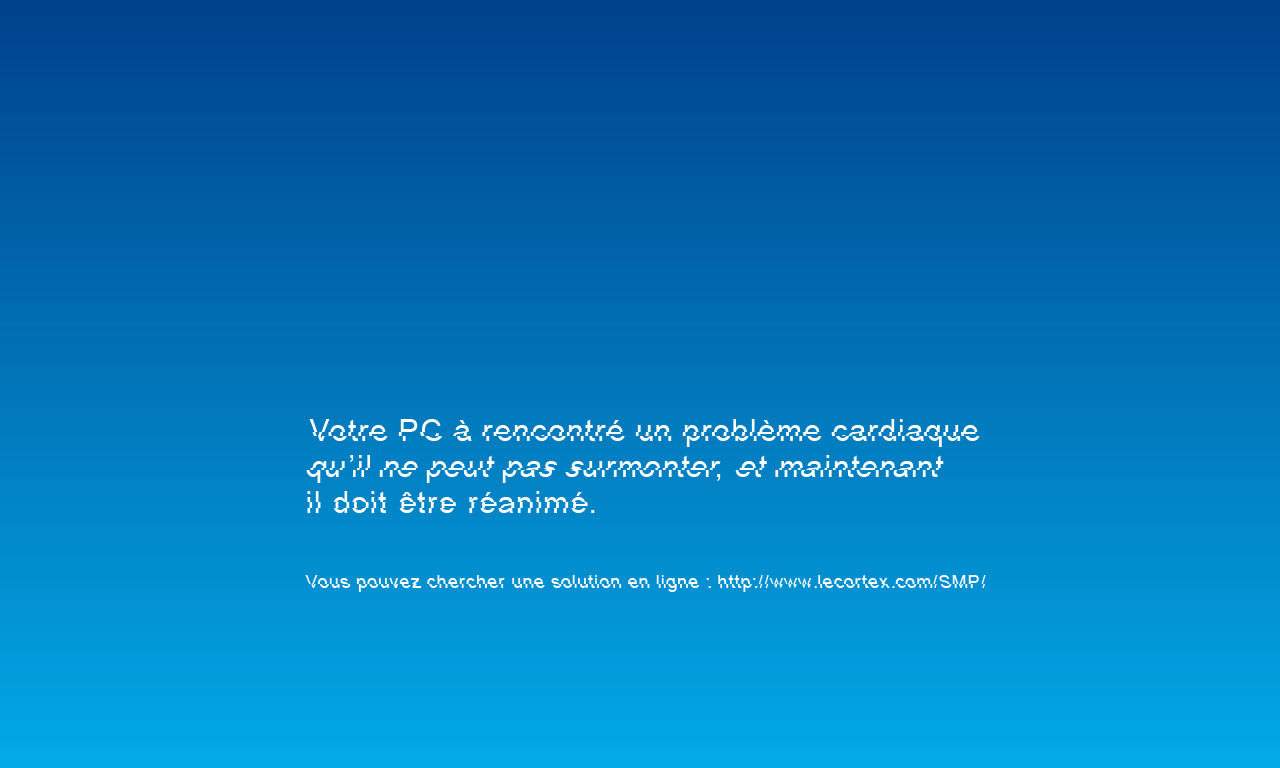 Votre PC à rencontré un problème cardiaque
qu'il ne peut pas surmonter, et maintenant
il doit être réanimé.
Vous pouvez chercher une solution en ligne : http://www.lecortex.com/SMP/